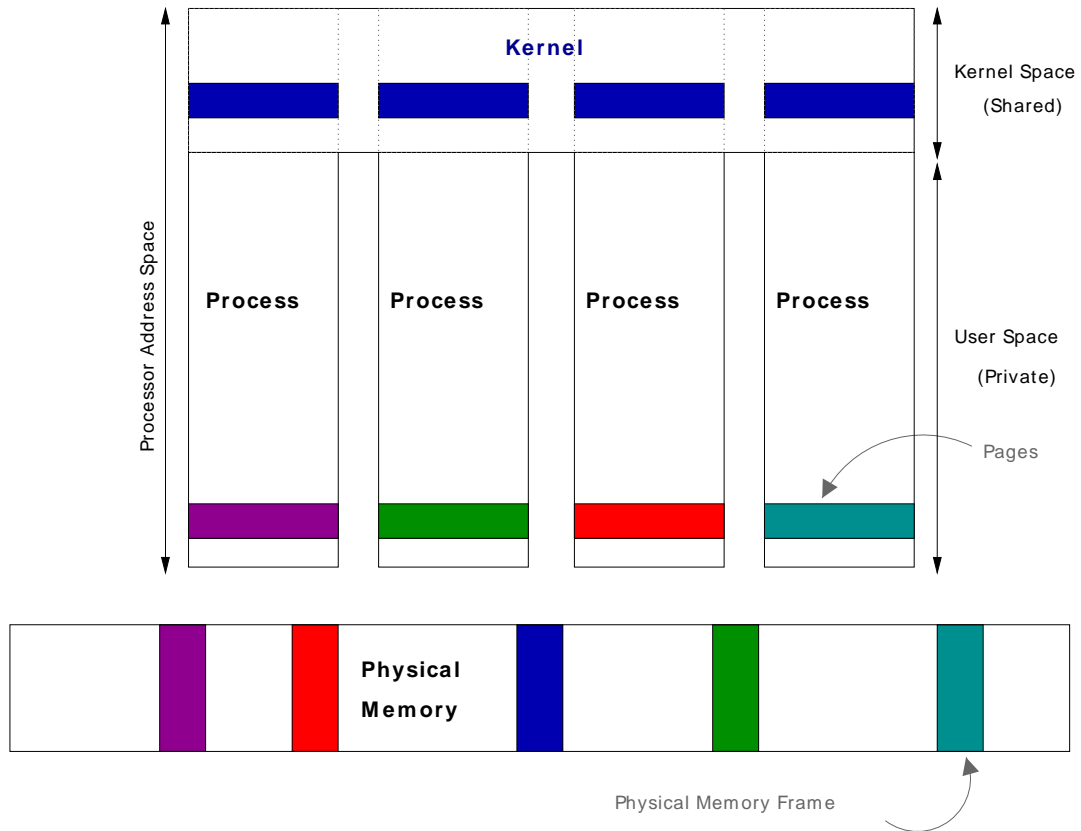 Kernel
Kernel Space
(Shared)
Processor Address Space
Process
Process
Process
Process
User Space
(Private)
Pages
Physical
Memory
Physical Memory Frame